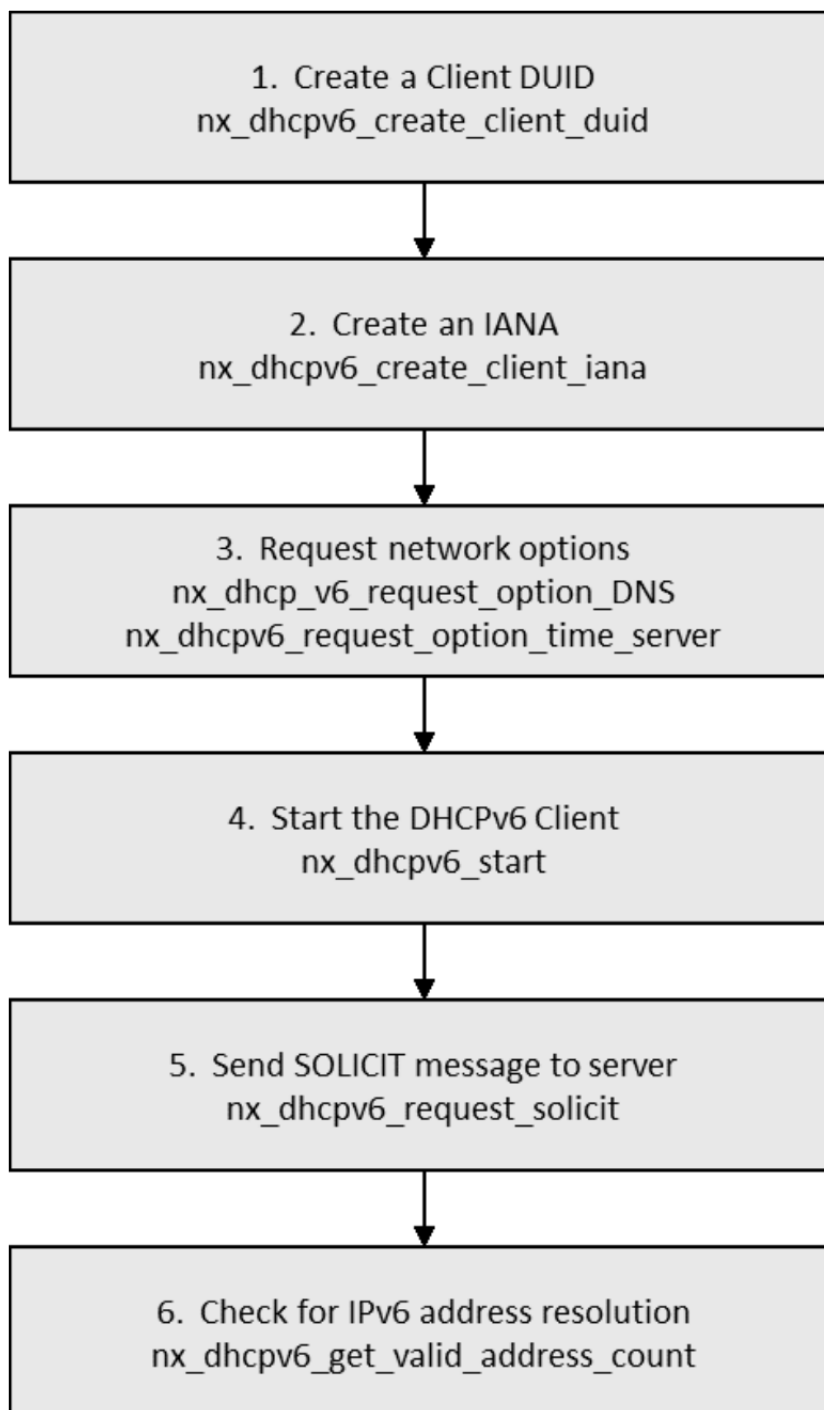 1. Create a Client DUID
nx_dhcpv6_create_client_duid
2. Create an IANA
nx_dhcpv6_create_client_iana
3. Request network options
nx_dhcp_v6_request_option_DNS
nx_dhcpv6_request_option_time_server
4. Start the DHCPv6 Client
nx_dhcpv6_start
5. Send SOLICIT message to server
nx_dhcpv6_request_solicit
6. Check for IPv6 address resolution
nx_dhcpv6_get_valid_address_count